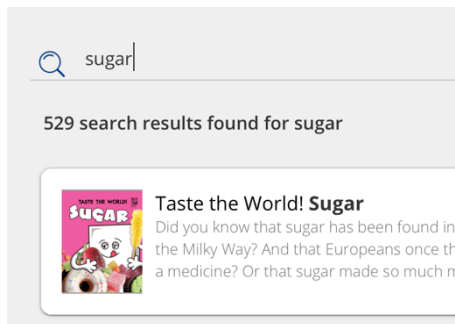 sugar
529 search results found for sugar
Taste the World! Sugar
Did you know that sugar has been found in
the Milky Way? And that Europeans once th
a medicine? Or that sugar made so much m
TASTE THE WORLD!
SUGAR